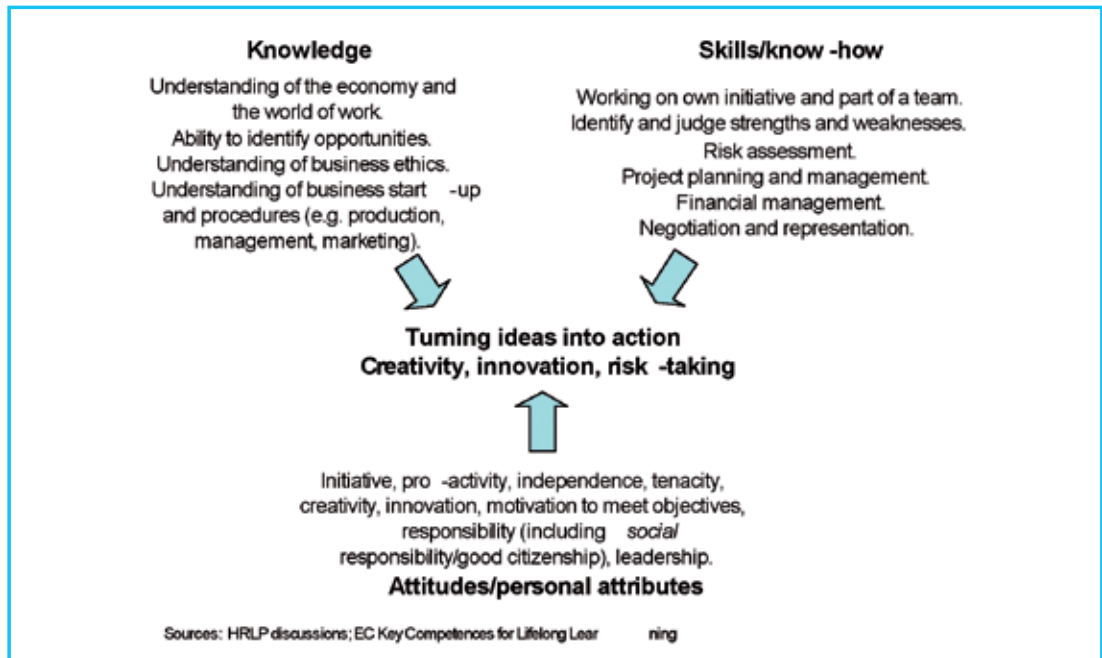 Knowledge
Understanding of the economy and
the world of work.
Ability to identify opportunities.
Understanding of business ethics.
Understanding of business start -up
and procedures (e.g. production,
management, marketing).
Skills/know -how
Working on own initiative and part of a team.
Identify and judge strengths and weaknesses.
Risk assessment.
Project planning and management.
Financial management.
Negotiation and representation.
Turning ideas into action
Creativity, innovation, risk -taking
Initiative, pro -activity, independence, tenacity,
creativity, innovation, motivation to meet objectives,
responsibility (including social
responsibility/good citizenship), leadership.
Attitudes/personal attributes
Sources: HRLP discussions; EC Key Competences for Lifelong Lear ning